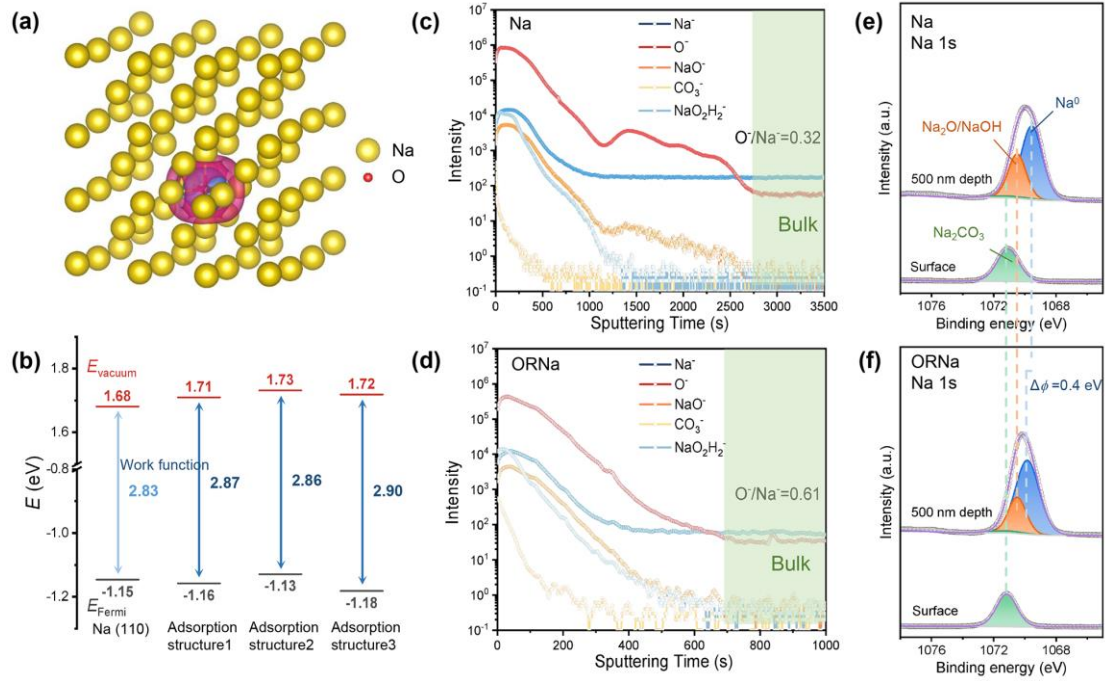 (a)
Na
O
(b)
E (eV)
1.8
1.6
-0.8
-1.0
-1.2
E_vacuum
1.68
1.71
1.73
1.72
Work function
2.83
2.87
2.86
2.90
-1.15
-1.16
-1.13
-1.18
E_Fermi
Na (110)
Adsorption structure1
Adsorption structure2
Adsorption structure3
(c)
Na
Na⁻
O⁻
NaO⁻
CO₃⁻
NaO₂H₂⁻
O⁻/Na⁻=0.32
Bulk
Intensity
10⁷
10⁶
10⁵
10⁴
10³
10²
10¹
10⁰
10⁻¹
0 500 1000 1500 2000 2500 3000 3500
Sputtering Time (s)
(d)
ORNa
Na⁻
O⁻
NaO⁻
CO₃⁻
NaO₂H₂⁻
O⁻/Na⁻=0.61
Bulk
Intensity
10⁷
10⁶
10⁵
10⁴
10³
10²
10¹
10⁰
10⁻¹
0 200 400 600 800 1000
Sputtering Time (s)
(e)
Na
Na 1s
Na⁰
Na₂O/NaOH
500 nm depth
Na₂CO₃
Surface
Intensity (a.u.)
1076 1072 1068
Binding energy (eV)
(f)
ORNa
Na 1s
Δϕ=0.4 eV
500 nm depth
Surface
Intensity (a.u.)
1076 1072 1068
Binding energy (eV)